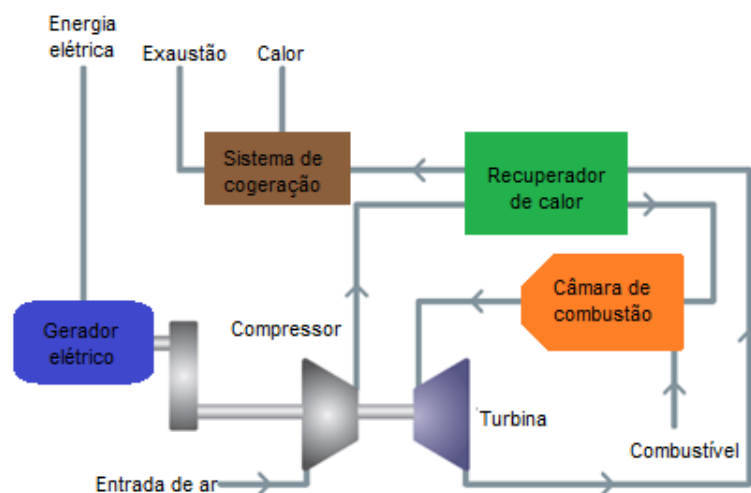 Energia
elétrica
Exaustão
Calor
Sistema de
cogeração
Recuperador
de calor
Câmara de
combustão
Gerador
elétrico
Compressor
Turbina
Combustível
Entrada de ar